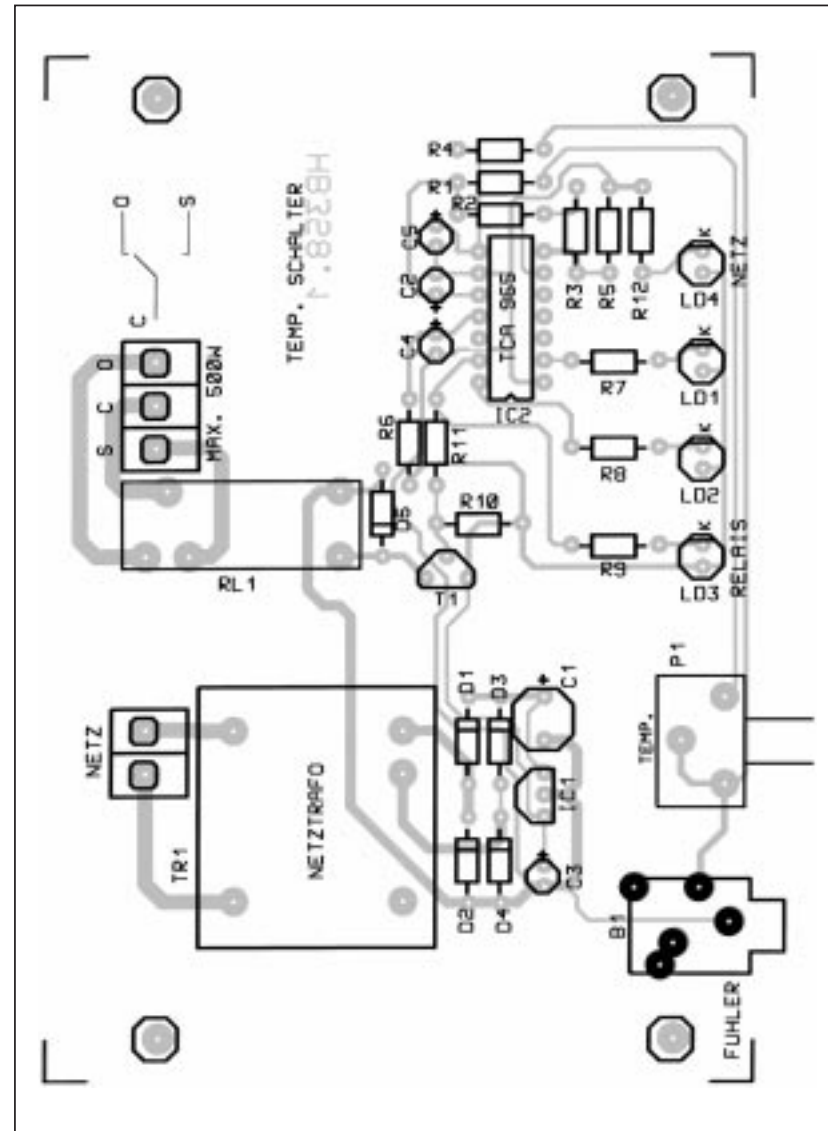 R4
R1
R2
HB328.1
TEMP. SCHALTER
O
S
C
C5
C2
C4
TCA 965
IC2
R3
R5
R12
K
NETZ
LD4
R7
K
LD1
R8
K
LD2
R9
K
LD3
RELAIS
O
C
S
MAX. 500W
R6
R11
R10
D5
RL1
T1
P1
TEMP.
NETZ
NETZTRAFO
TR1
D1
D3
+
C1
IC1
D2
D4
+
C3
B1
FUHLER
+
+